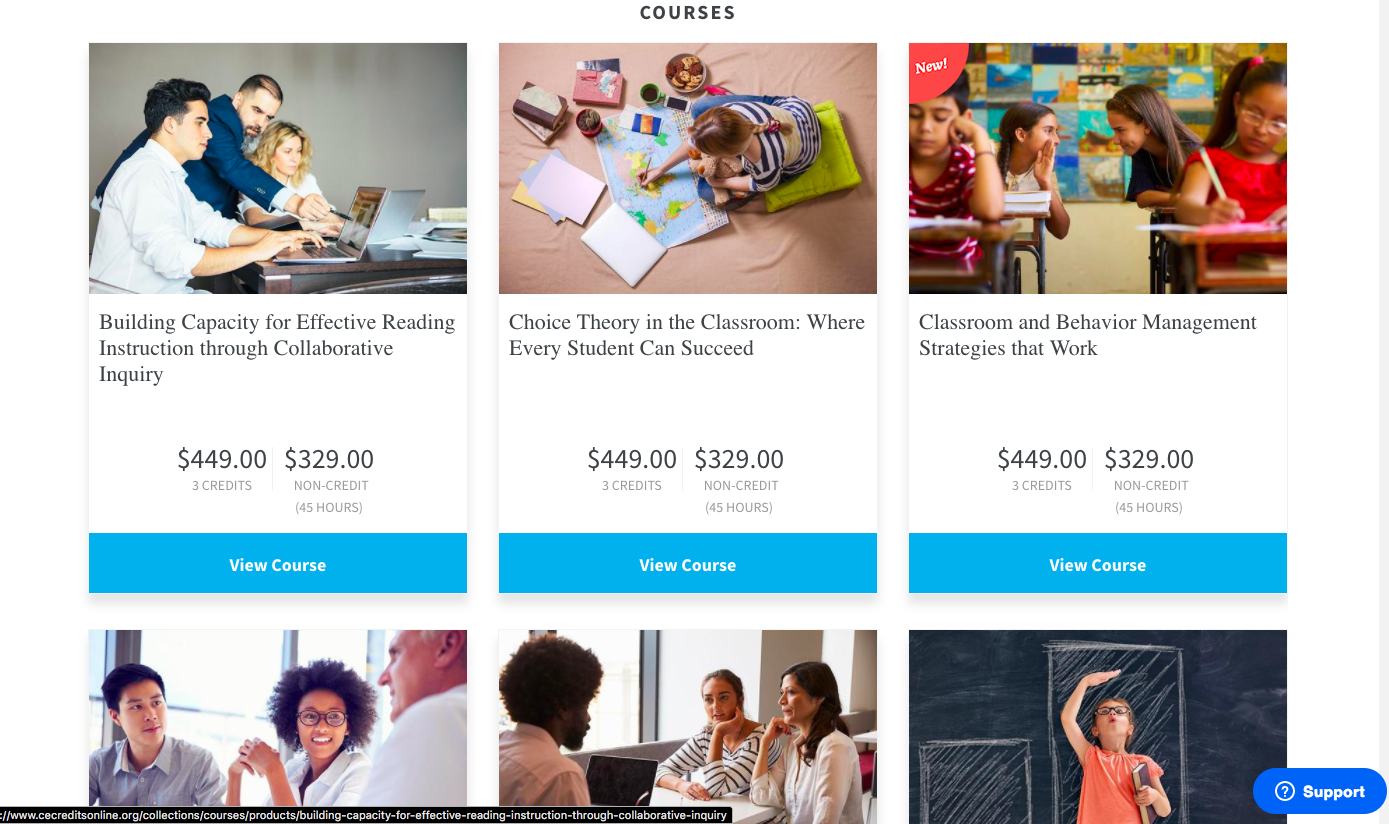 COURSES
New!
Building Capacity for Effective Reading
Instruction through Collaborative
Inquiry
$449.00
3 CREDITS
$329.00
NON-CREDIT
(45 HOURS)
View Course
Choice Theory in the Classroom: Where
Every Student Can Succeed
$449.00
3 CREDITS
$329.00
NON-CREDIT
(45 HOURS)
View Course
Classroom and Behavior Management
Strategies that Work
$449.00
3 CREDITS
$329.00
NON-CREDIT
(45 HOURS)
View Course
Support
://www.cecreditsonline.org/collections/courses/products/building-capacity-for-effective-reading-instruction-through-collaborative-inquiry